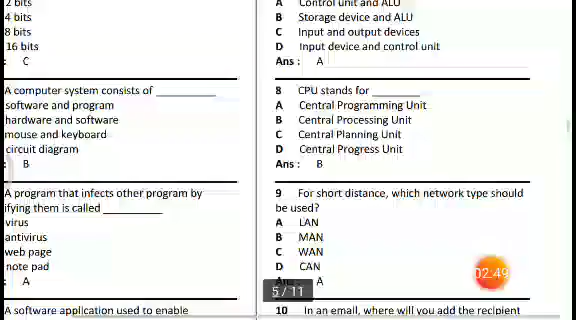 2 bits
4 bits
8 bits
16 bits
: C
A computer system consists of ____________
software and program
hardware and software
mouse and keyboard
circuit diagram
: B
A program that infects other program by
ifying them is called ____________
virus
antivirus
web page
note pad
: A
A software application used to enable
A Control unit and ALU
B Storage device and ALU
C Input and output devices
D Input device and control unit
Ans : A
8 CPU stands for __________
A Central Programming Unit
B Central Processing Unit
C Central Planning Unit
D Central Progress Unit
Ans : B
9 For short distance, which network type should
be used?
A LAN
B MAN
C WAN
D CAN
A
5 / 11
02:49
10 In an email, where will you add the recipient